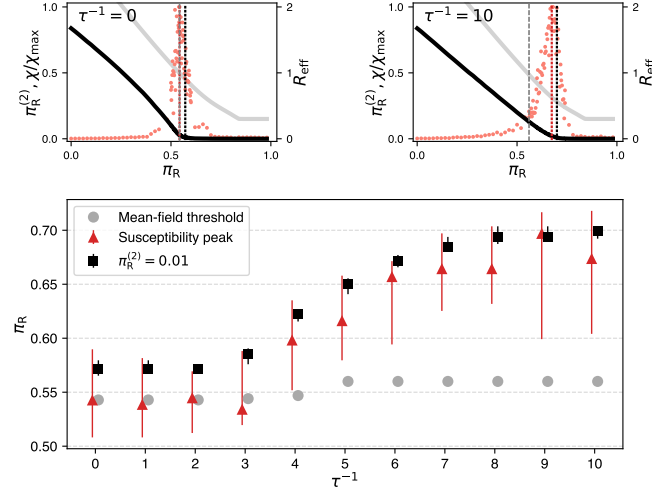 τ⁻¹ = 0
π_R^(2), χ/χ_max
1.0
0.5
0.0
2
1
0
R_eff
0.0
0.5
1.0
π_R
τ⁻¹ = 10
π_R^(2), χ/χ_max
1.0
0.5
0.0
2
1
0
R_eff
0.0
0.5
1.0
π_R
Mean-field threshold
Susceptibility peak
π_R^(2) = 0.01
π_R
0.70
0.65
0.60
0.55
0.50
0 1 2 3 4 5 6 7 8 9 10
τ⁻¹